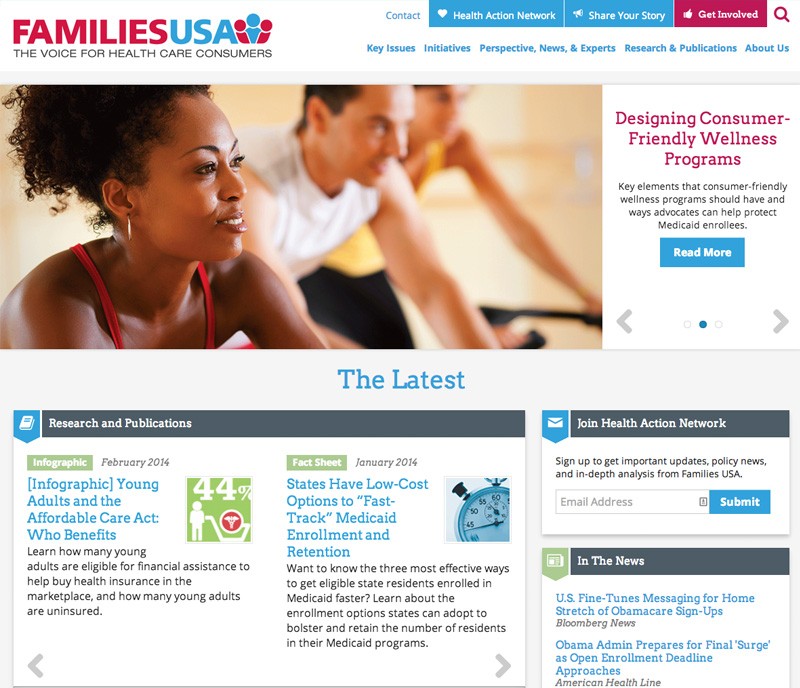 Contact
Health Action Network
Share Your Story
Get Involved
FAMILIESUSA
THE VOICE FOR HEALTH CARE CONSUMERS
Key Issues
Initiatives
Perspective, News, & Experts
Research & Publications
About Us
Designing Consumer-
Friendly Wellness
Programs
Key elements that consumer-friendly
wellness programs should have and
ways advocates can help protect
Medicaid enrollees.
Read More
The Latest
Research and Publications
Infographic
February 2014
[Infographic] Young
Adults and the
Affordable Care Act:
Who Benefits
44%
Learn how many young
adults are eligible for financial assistance to
help buy health insurance in the
marketplace, and how many young adults
are uninsured.
Fact Sheet
January 2014
States Have Low-Cost
Options to “Fast-
Track” Medicaid
Enrollment and
Retention
Want to know the three most effective ways
to get eligible state residents enrolled in
Medicaid faster? Learn about the
enrollment options states can adopt to
bolster and retain the number of residents
in their Medicaid programs.
Join Health Action Network
Sign up to get important updates, policy news,
and in-depth analysis from Families USA.
Email Address
Submit
In The News
U.S. Fine-Tunes Messaging for Home
Stretch of Obamacare Sign-Ups
Bloomberg News
Obama Admin Prepares for Final 'Surge'
as Open Enrollment Deadline
Approaches
American Health Line